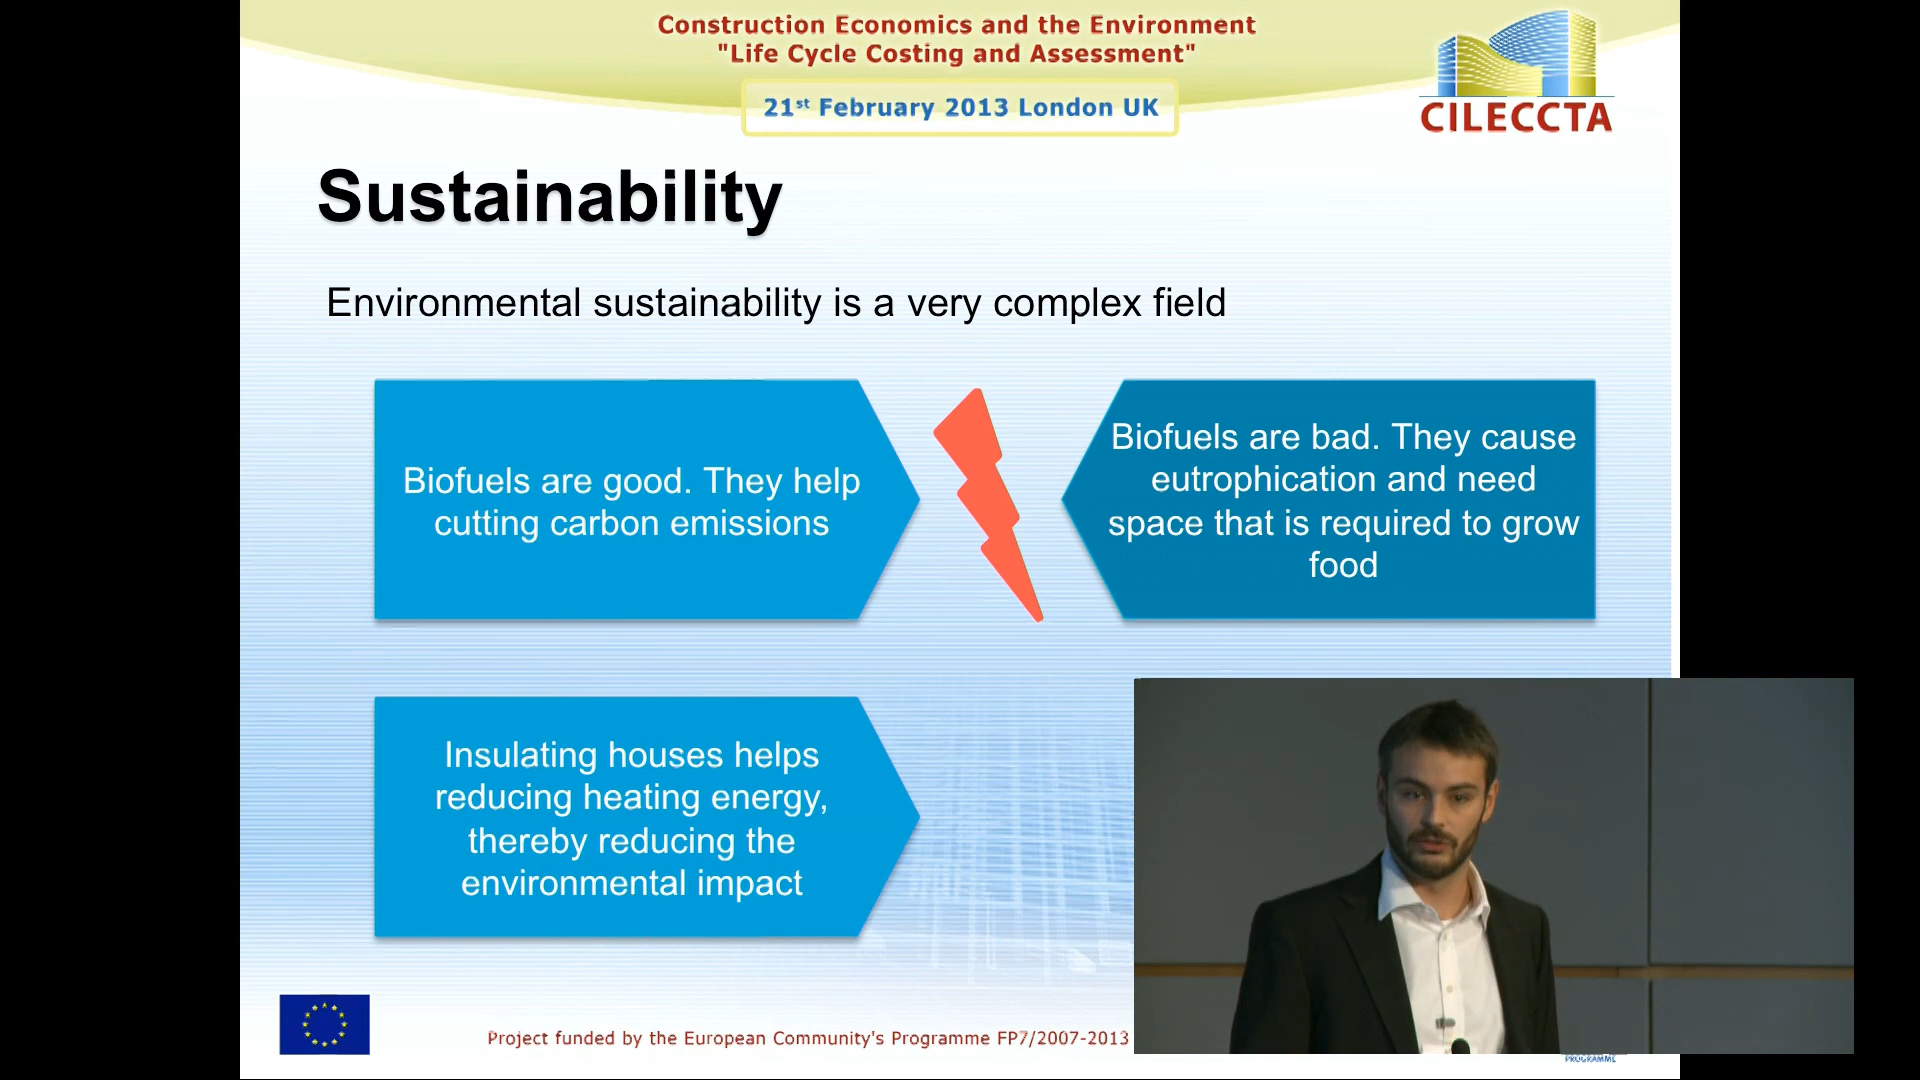 Construction Economics and the Environment
"Life Cycle Costing and Assessment"
21st February 2013 London UK
CILECCTA
Sustainability
Environmental sustainability is a very complex field
Biofuels are good. They help
cutting carbon emissions
Biofuels are bad. They cause
eutrophication and need
space that is required to grow
food
Insulating houses helps
reducing heating energy,
thereby reducing the
environmental impact
Project funded by the European Community's Programme FP7/2007-2013
PROGRAMME